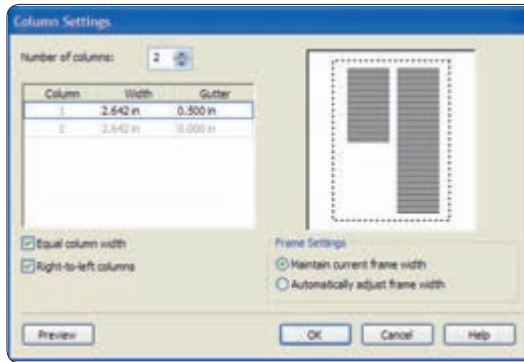 Column Settings
Number of columns: 2
Column Width Gutter
1 2.642 in 0.500 in
2 2.642 in 0.000 in
Equal column width
Right-to-left columns
Frame Settings
Maintain current frame width
Automatically adjust frame width
Preview OK Cancel Help